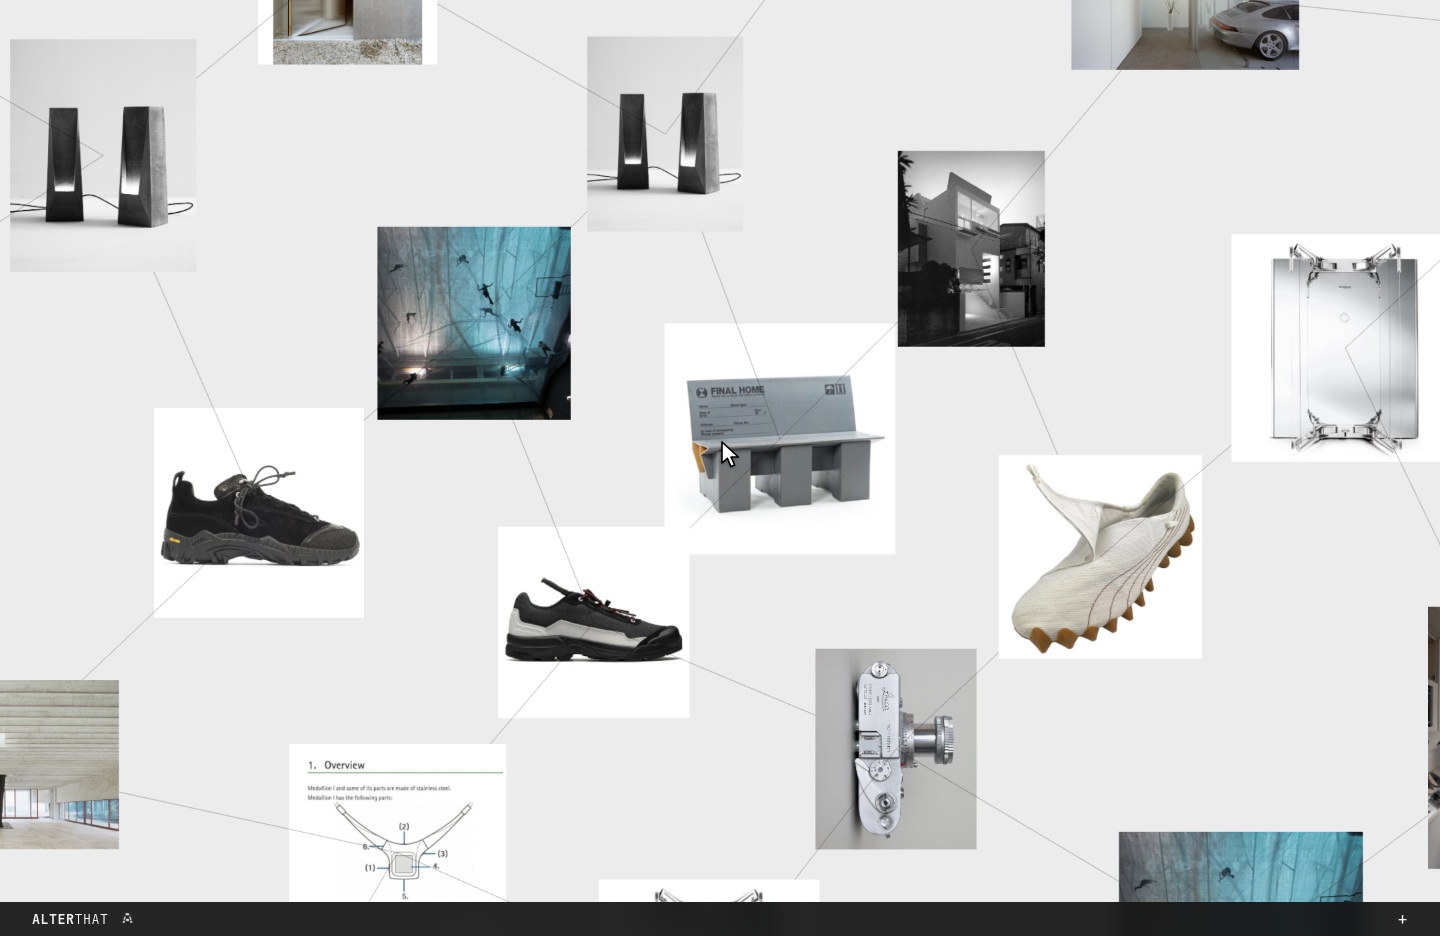 FINAL HOME
1. Overview
Medallion I and some of its parts are made of stainless steel.
Medallion I has the following parts:
(2)
6.
(3)
(1)
4.
5.
ALTERTHAT
+